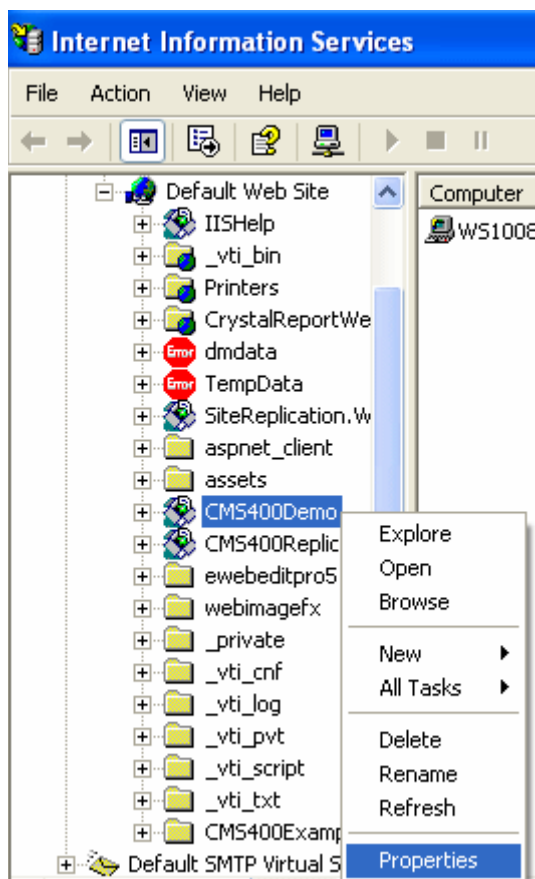 Internet Information Services
File Action View Help
Computer
WS1008
Default Web Site
IISHelp
_vti_bin
Printers
CrystalReportWe
Error dmdata
Error TempData
SiteReplication.W
aspnet_client
assets
CMS400Demo
CMS400Replic
ewebeditpro5
webimagefx
_private
_vti_cnf
_vti_log
_vti_pvt
_vti_script
_vti_txt
CMS400Examp
Default SMTP Virtual S
Explore
Open
Browse
New
All Tasks
Delete
Rename
Refresh
Properties